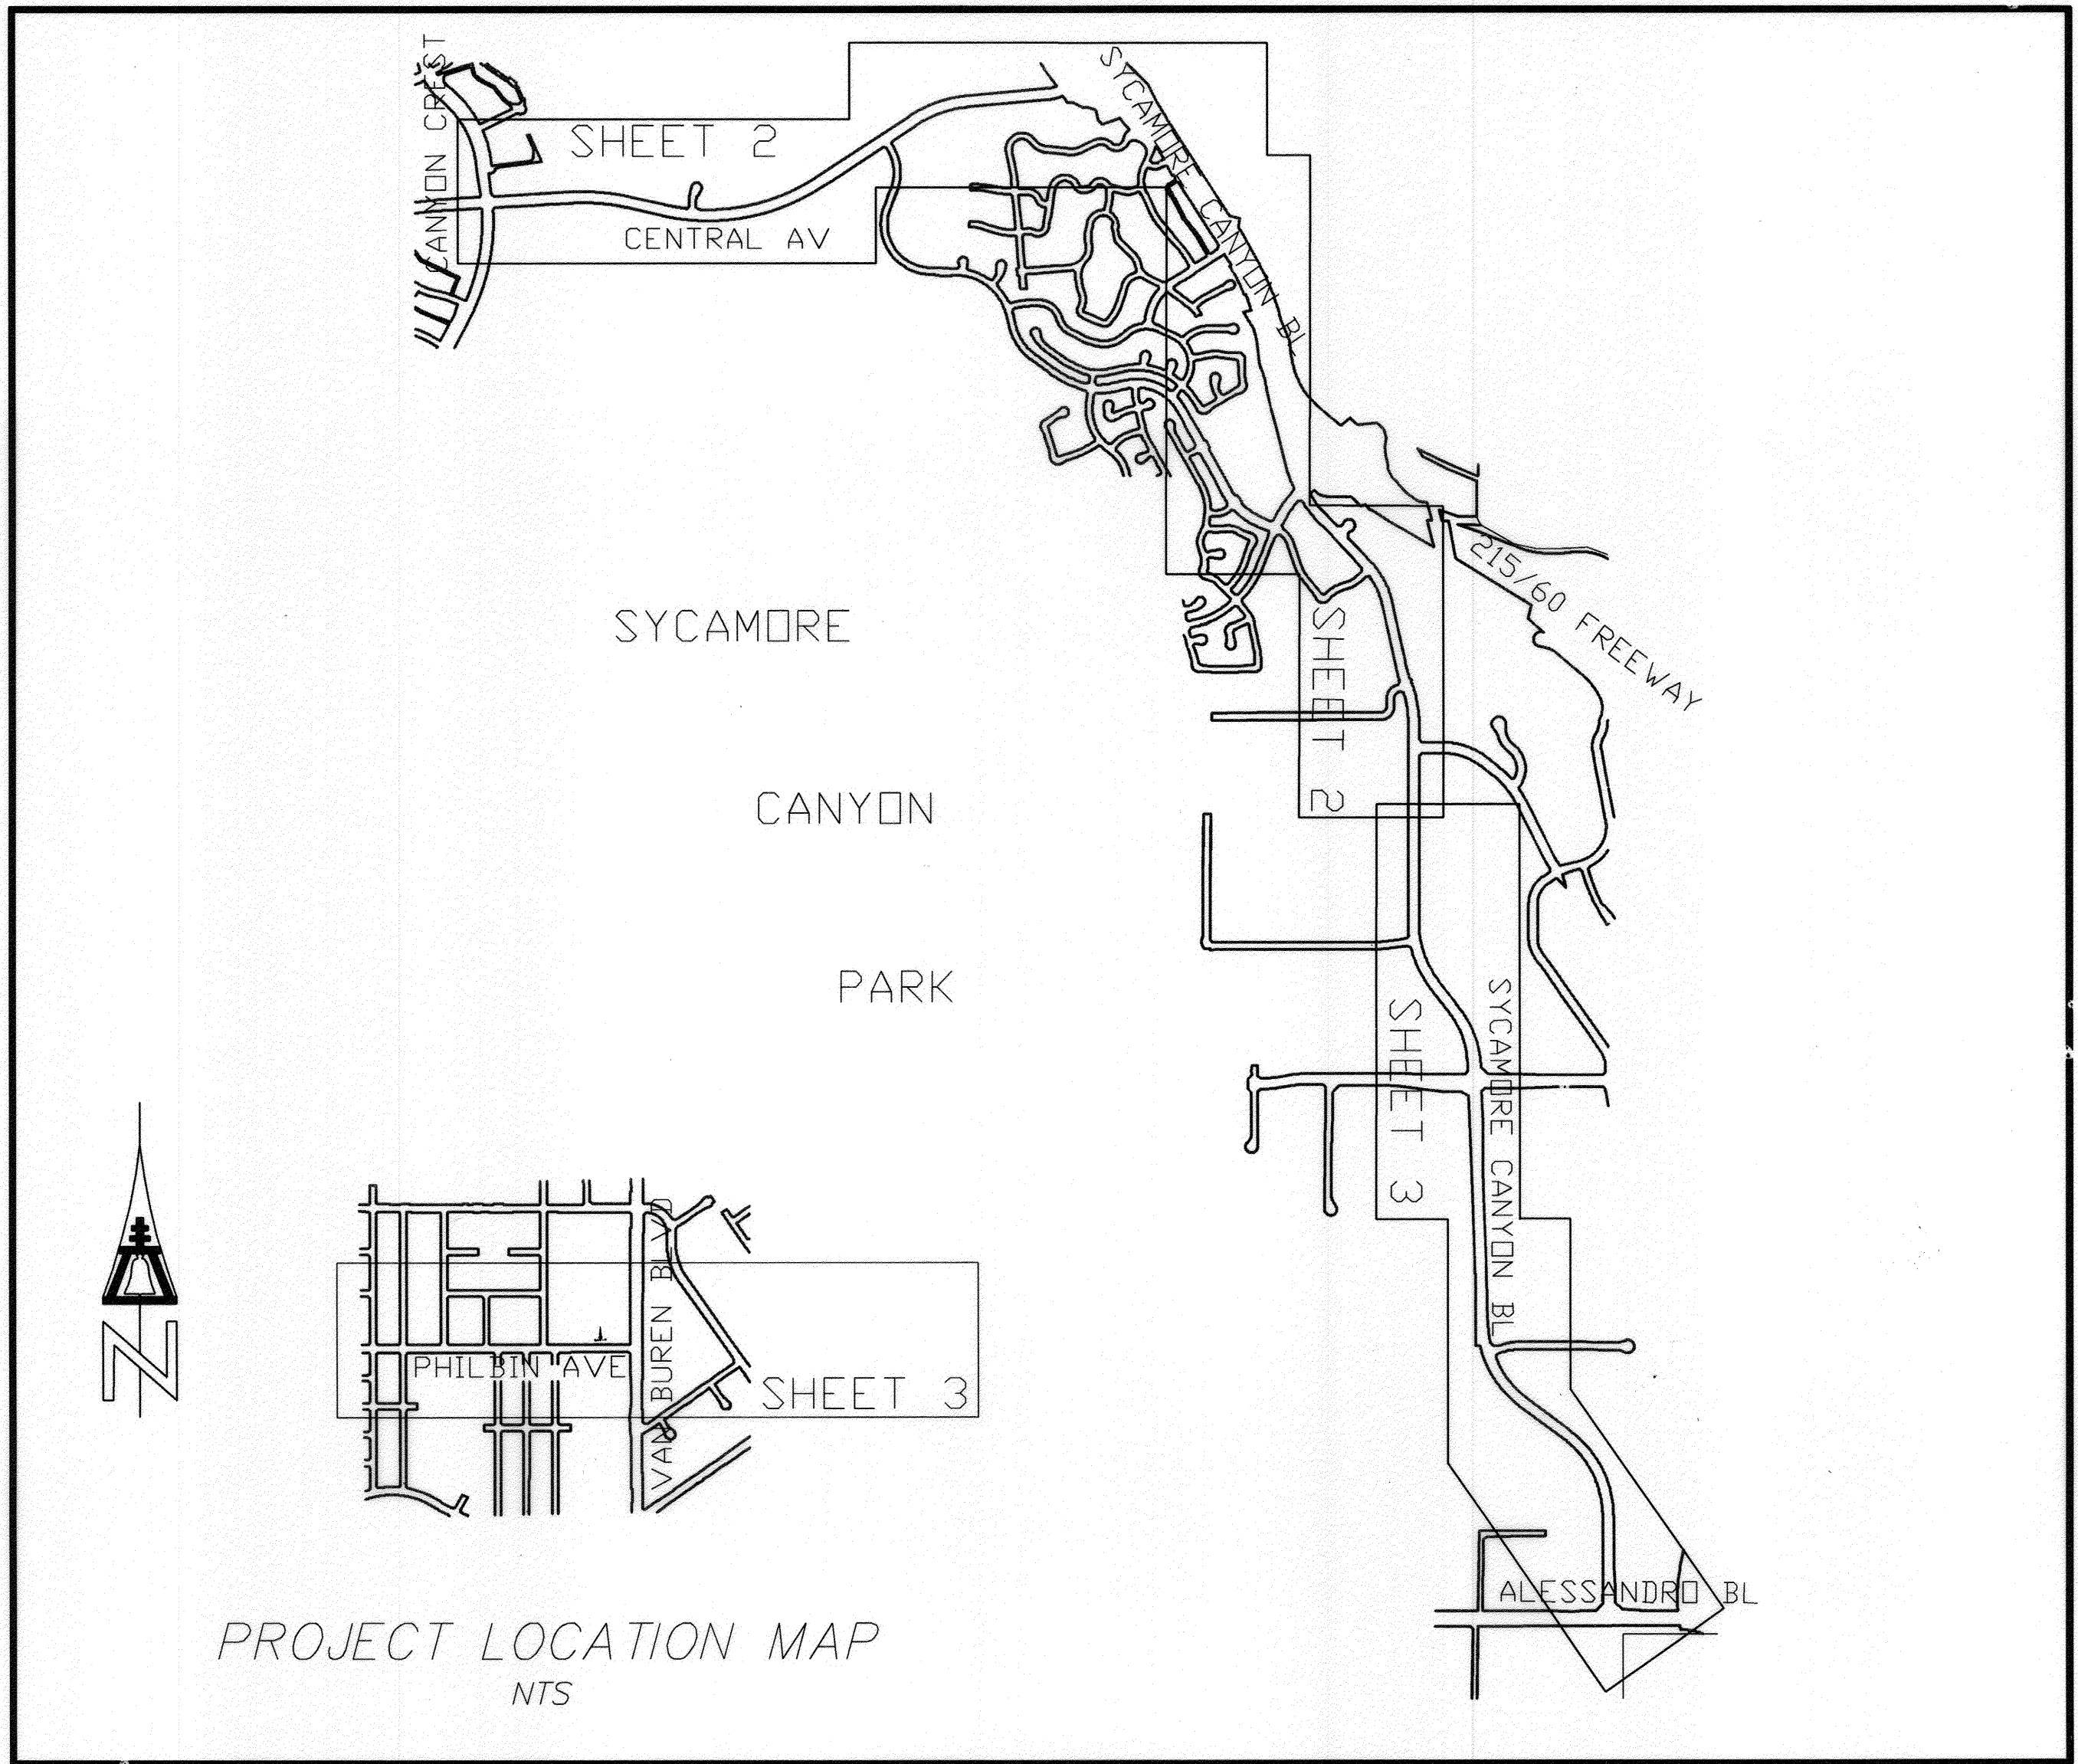 CANYON CREST
SHEET 2
CENTRAL AV
SYCAMORE CANYON BL
215/60 FREEWAY
SYCAMORE
CANYON
PARK
SHEET 2
SHEET 3
SYCAMORE CANYON BL
N
VAN BUREN BLVD
PHILBIN AVE
SHEET 3
ALESSANDRO BL
PROJECT LOCATION MAP
NTS